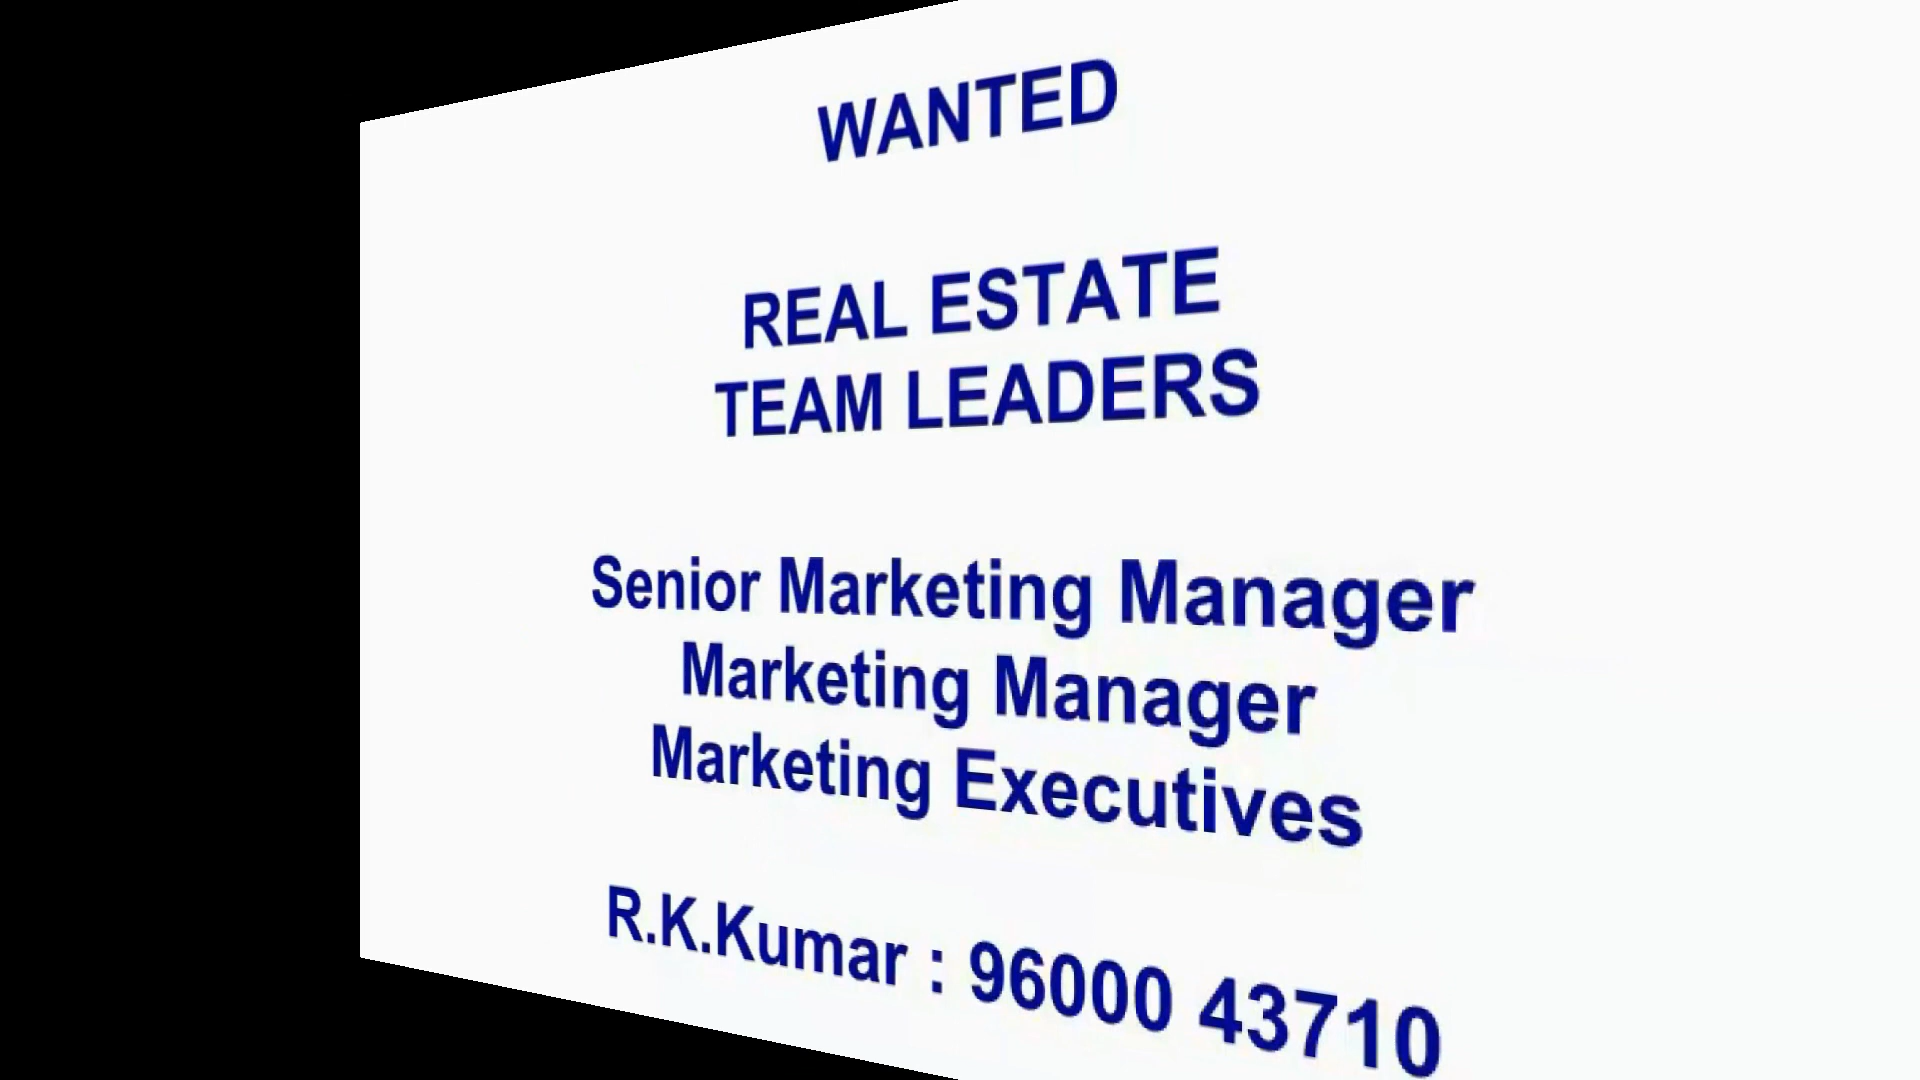 WANTED
REAL ESTATE
TEAM LEADERS
Senior Marketing Manager
Marketing Manager
Marketing Executives
R.K.Kumar : 96000 43710